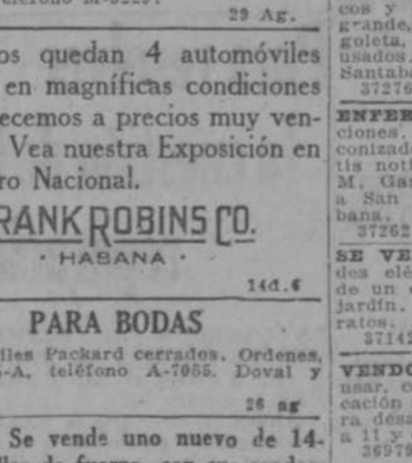 29 Ag.
os quedan 4 automóviles
en magníficas condiciones
ecemos a precios muy ven-
Vea nuestra Exposición en
ro Nacional.
RANK ROBINS CO.
· HABANA ·
14d.6
PARA BODAS
iles Packard cerrados. Ordenes,
-A, teléfono A-7055. Doval y
26 ag
Se vende uno nuevo de 14-
cos y
grande,
goleta,
usados.
Santab
37276
ENFER
ciones.
conizad
tis noti
M. Gar
a San
bana.
37262
SE VE
des elé
de un
jardín.
ratos.
37142
VENDO
usar, c
cación
ra désa
a 11 y
36979